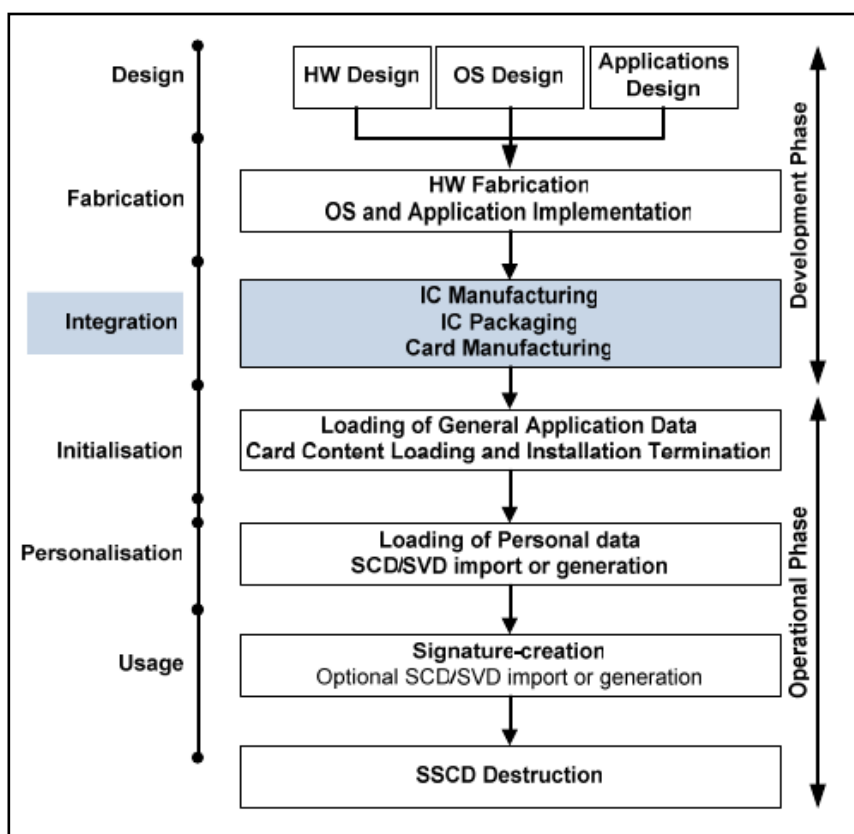 Design
HW Design
OS Design
Applications
Design
Fabrication
HW Fabrication
OS and Application Implementation
Integration
IC Manufacturing
IC Packaging
Card Manufacturing
Development Phase
Initialisation
Loading of General Application Data
Card Content Loading and Installation Termination
Personalisation
Loading of Personal data
SCD/SVD import or generation
Usage
Signature-creation
Optional SCD/SVD import or generation
SSCD Destruction
Operational Phase